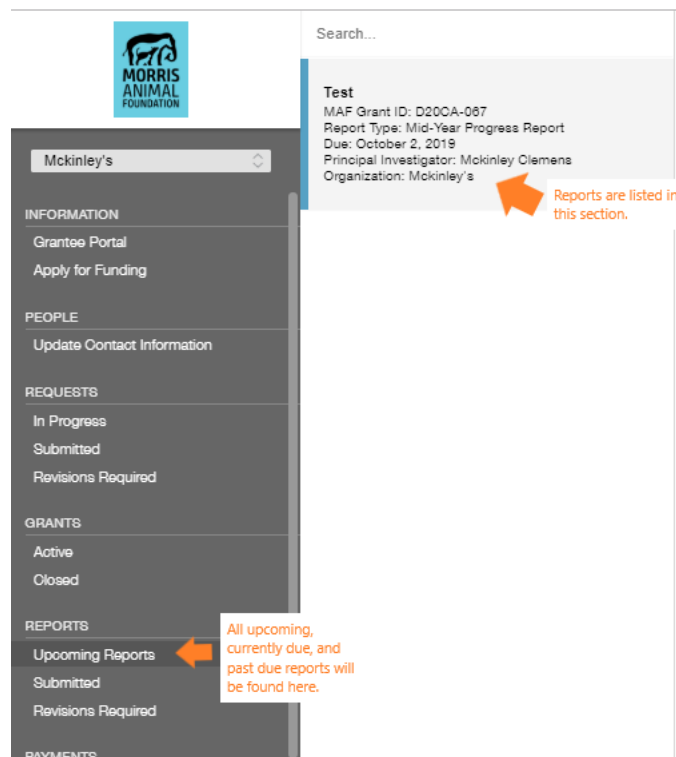 MORRIS
ANIMAL
FOUNDATION
Mckinley's
INFORMATION
Grantee Portal
Apply for Funding
PEOPLE
Update Contact Information
REQUESTS
In Progress
Submitted
Revisions Required
GRANTS
Active
Closed
REPORTS
Upcoming Reports
Submitted
Revisions Required
PAYMENTS
All upcoming,
currently due, and
past due reports will
be found here.
Search...
Test
MAF Grant ID: D20CA-067
Report Type: Mid-Year Progress Report
Due: October 2, 2019
Principal Investigator: Mckinley Clemens
Organization: Mckinley's
Reports are listed in
this section.